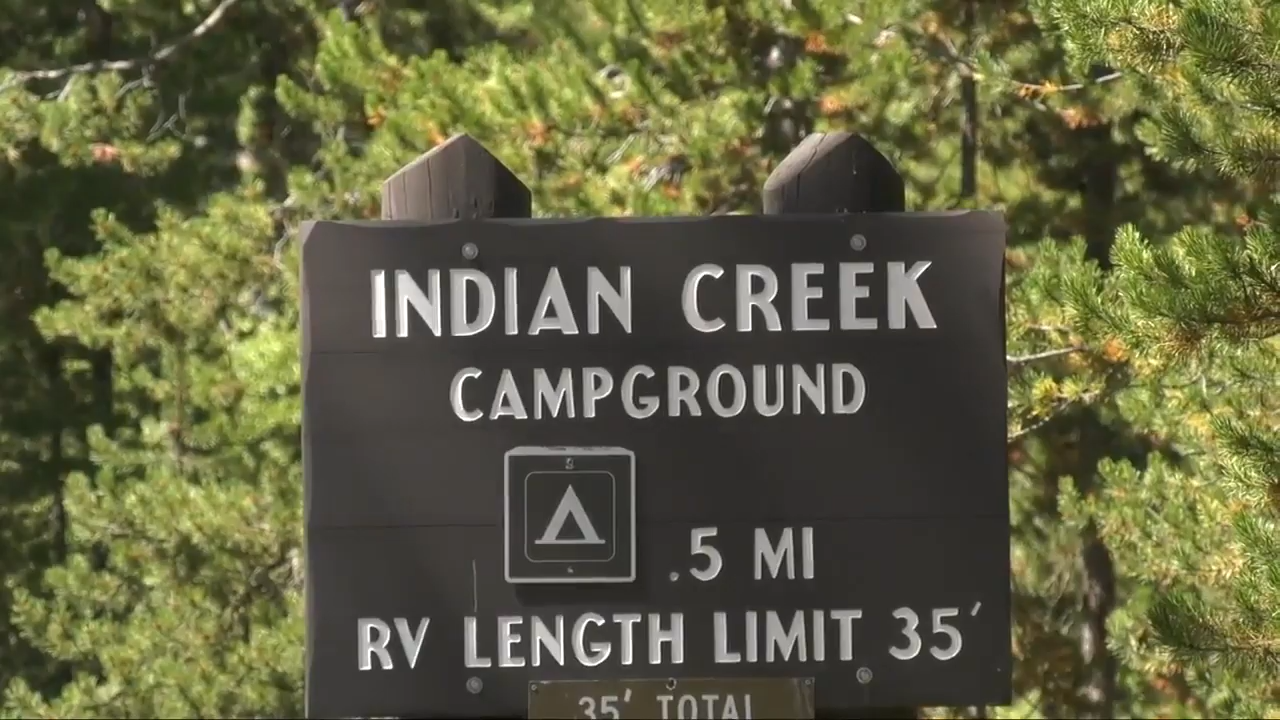 INDIAN CREEK
CAMPGROUND
.5 MI
RV LENGTH LIMIT 35'
35' TOTAL